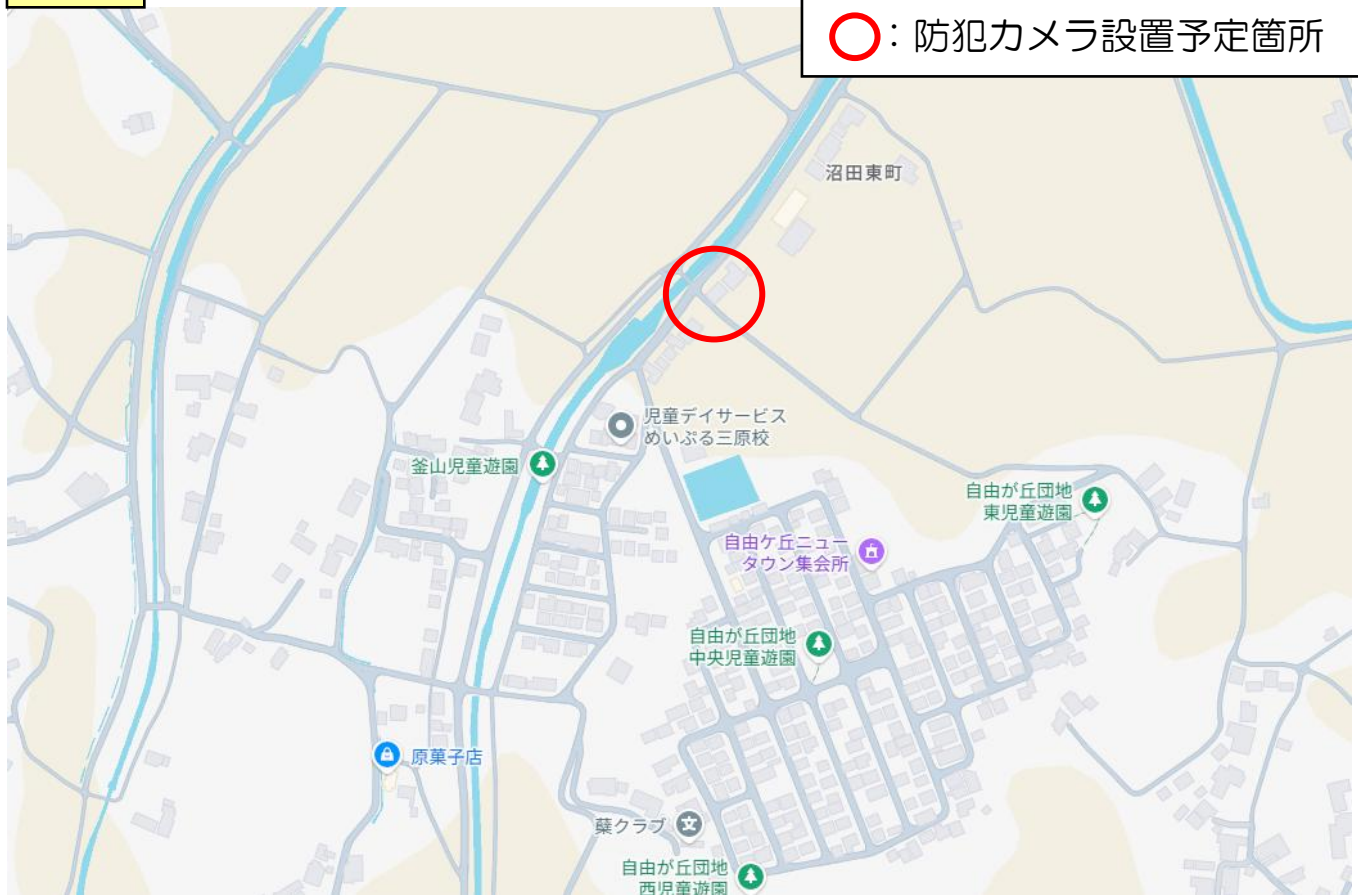 ○：防犯カメラ設置予定箇所
沼田東町
児童デイサービス
めいぷる三原校
釜山児童遊園
自由が丘団地
東児童遊園
自由ケ丘ニュー
タウン集会所
自由が丘団地
中央児童遊園
原菓子店
蘖クラブ
文
自由が丘団地
西児童遊園